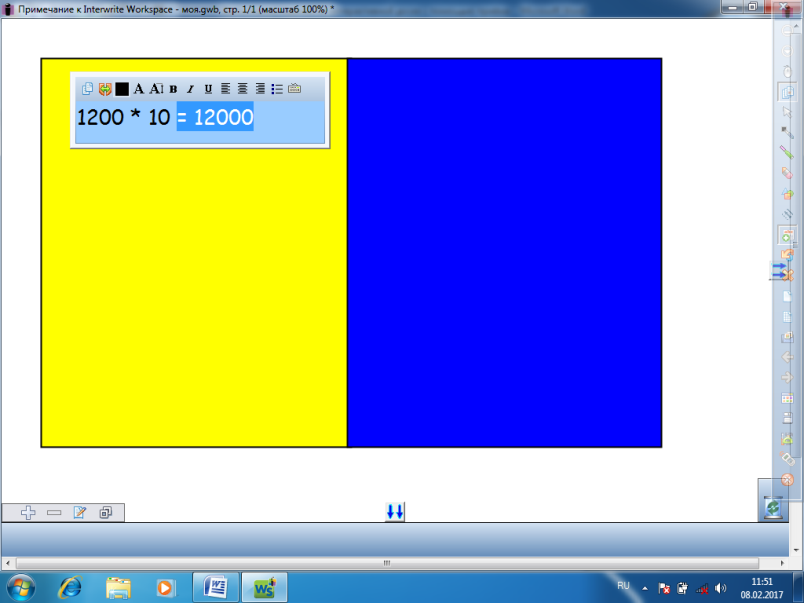 Примечание к Interwrite Workspace - моя.gwb, стр. 1/1 (масштаб 100%) *
A A B I U
1200 * 10 = 12000
RU
11:51
08.02.2017